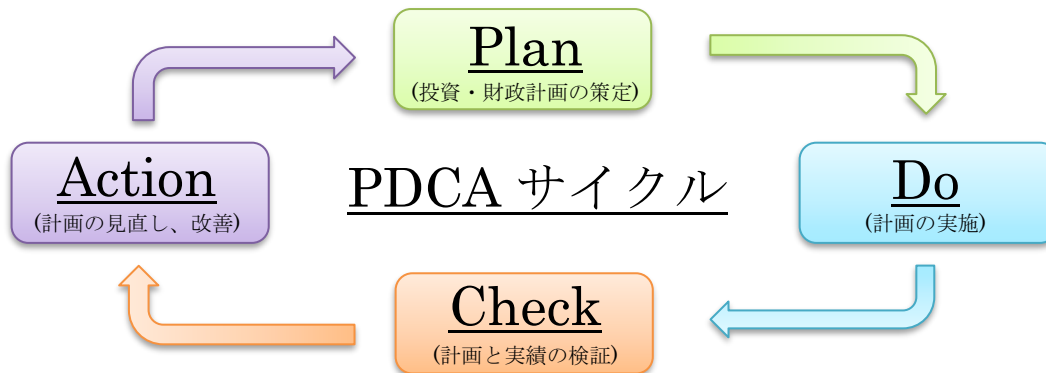 Plan
(投資・財政計画の策定)
Action
(計画の見直し、改善)
PDCA サイクル
Do
(計画の実施)
Check
(計画と実績の検証)